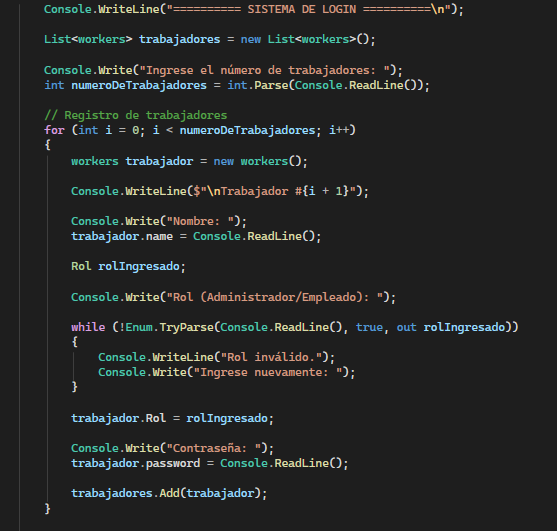 Console.WriteLine("========== SISTEMA DE LOGIN ==========\n");
List<workers> trabajadores = new List<workers>();
Console.Write("Ingrese el número de trabajadores: ");
int numeroDeTrabajadores = int.Parse(Console.ReadLine());
// Registro de trabajadores
for (int i = 0; i < numeroDeTrabajadores; i++)
{
workers trabajador = new workers();
Console.WriteLine($"\nTrabajador #{i + 1}");
Console.Write("Nombre: ");
trabajador.name = Console.ReadLine();
Rol rolIngresado;
Console.Write("Rol (Administrador/Empleado): ");
while (!Enum.TryParse(Console.ReadLine(), true, out rolIngresado))
{
Console.WriteLine("Rol inválido.");
Console.Write("Ingrese nuevamente: ");
}
trabajador.Rol = rolIngresado;
Console.Write("Contraseña: ");
trabajador.password = Console.ReadLine();
trabajadores.Add(trabajador);
}